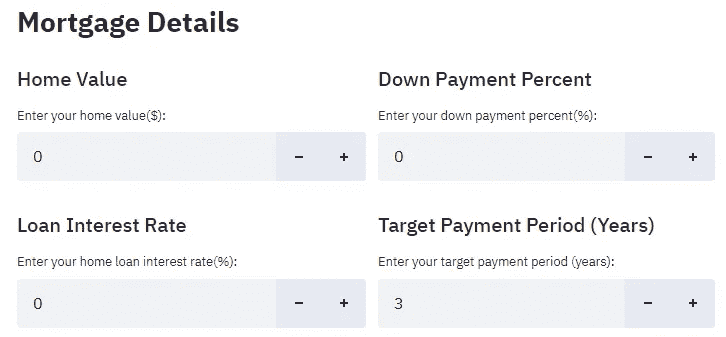 Mortgage Details
Home Value
Enter your home value($):
0
- +
Down Payment Percent
Enter your down payment percent(%):
0
- +
Loan Interest Rate
Enter your home loan interest rate(%):
0
- +
Target Payment Period (Years)
Enter your target payment period (years):
3
- +